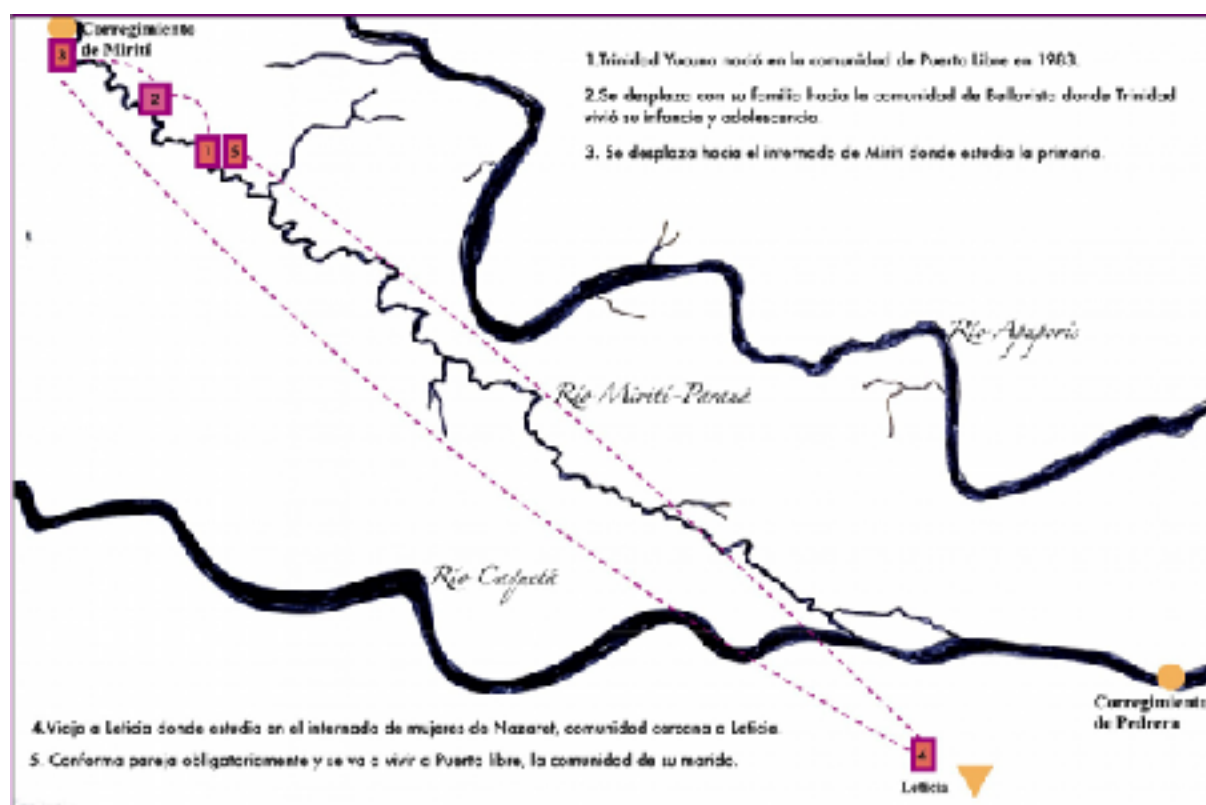 Corregimiento
de Miriti
3
2
1 5
1.Trinidad Yucuna nació en la comunidad de Puerto Libre en 1983.
2.Se desplaza con su familia hacia la comunidad de Bellavista donde Trinidad
vivió su infancia y adolescencia.
3. Se desplaza hacia el internado de Miriti donde estudia la primaria.
Río Apaporis
Río Miriti-Paraná
Río Caquetá
Corregimiento
de Pedrera
4.Viaja a Leticia donde estudia en el internado de mujeres de Nazaret, comunidad cercana a Leticia.
5. Conforma pareja obligatoriamente y se va a vivir a Puerto libre, la comunidad de su marido.
4
Leticia